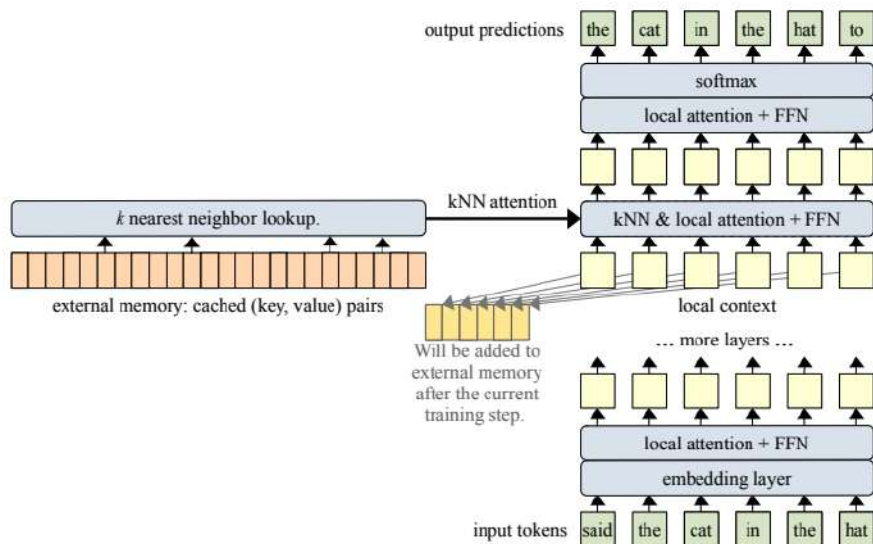 output predictions
the cat in the hat to
softmax
local attention + FFN
kNN attention
k nearest neighbor lookup.
kNN & local attention + FFN
external memory: cached (key, value) pairs
local context
Will be added to
external memory
after the current
training step.
... more layers ...
local attention + FFN
embedding layer
input tokens
said the cat in the hat